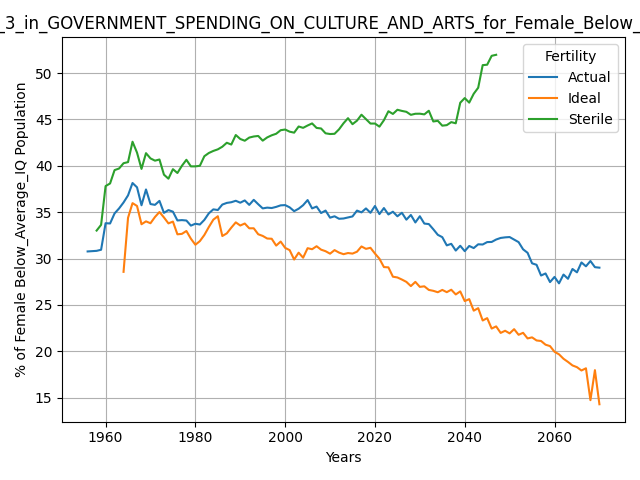 _3_in_GOVERNMENT_SPENDING_ON_CULTURE_AND_ARTS_for_Female_Below_
% of Female Below_Average_IQ Population
50
45
40
35
30
25
20
15
Fertility
Actual
Ideal
Sterile
1960 1980 2000 2020 2040 2060
Years